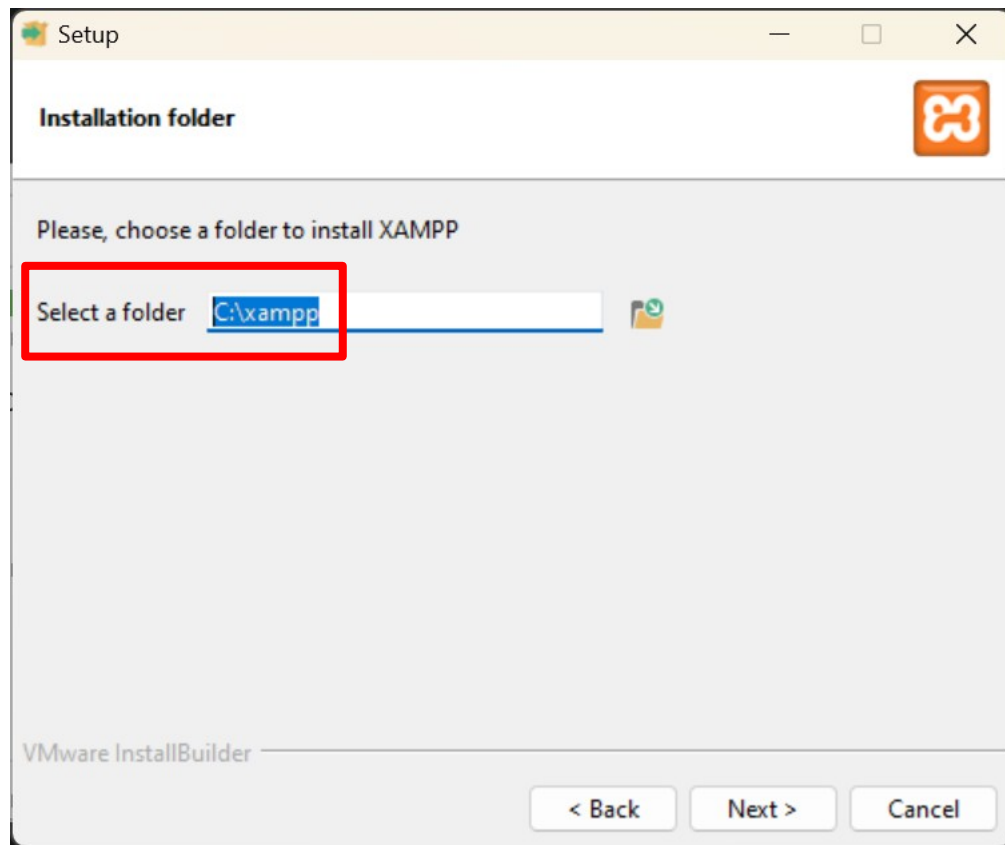 Setup
Installation folder
Please, choose a folder to install XAMPP
Select a folder C:\xampp
VMware InstallBuilder
< Back Next > Cancel